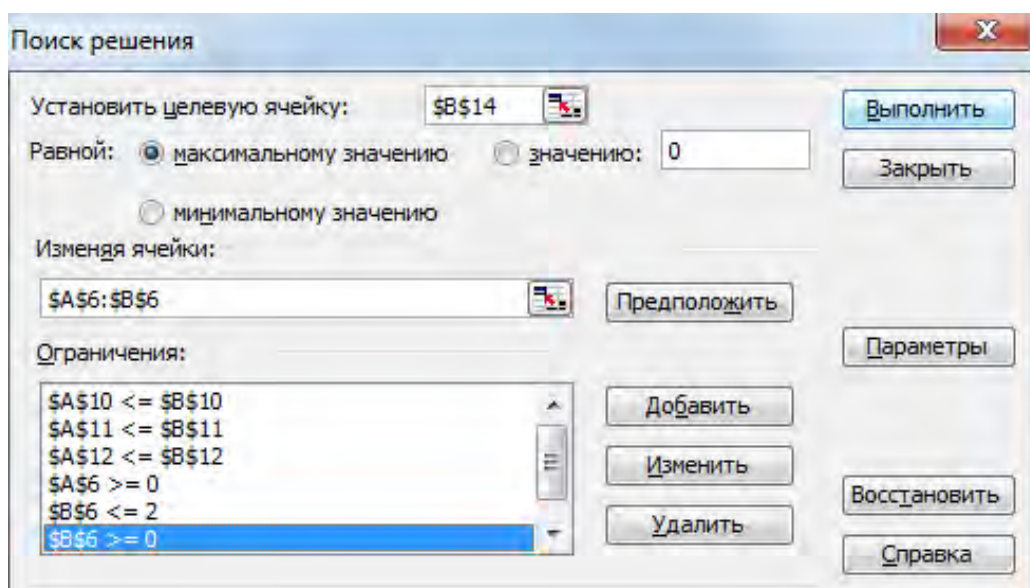 Поиск решения
Установить целевую ячейку: $B$14 Выполнить
Равной: максимальному значению значению: 0 Закрыть
минимальному значению
Изменяя ячейки:
$A$6:$B$6 Предположить
Ограничения: Параметры
$A$10 <= $B$10 Добавить
$A$11 <= $B$11
$A$12 <= $B$12 Изменить
$A$6 >= 0
$B$6 <= 2 Удалить Восстановить
$B$6 >= 0 Справка